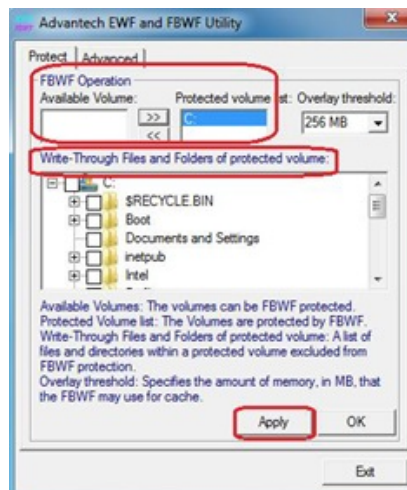 Advantech EWF and FBWF Utility
Protect Advanced
FBWF Operation
Available Volume: Protected volume st: Overlay threshold:
>> C: 256 MB
<<
Write-Through Files and Folders of protected volume:
C:
$RECYCLE.BIN
Boot
Documents and Settings
inetpub
Intel
Available Volumes: The volumes can be FBWF protected.
Protected Volume list: The Volumes are protected by FBWF.
Write-Through Files and Folders of protected volume: A list of
files and directories within a protected volume excluded from
FBWF protection.
Overlay threshold: Specifies the amount of memory, in MB, that
the FBWF may use for cache.
Apply OK
Exit